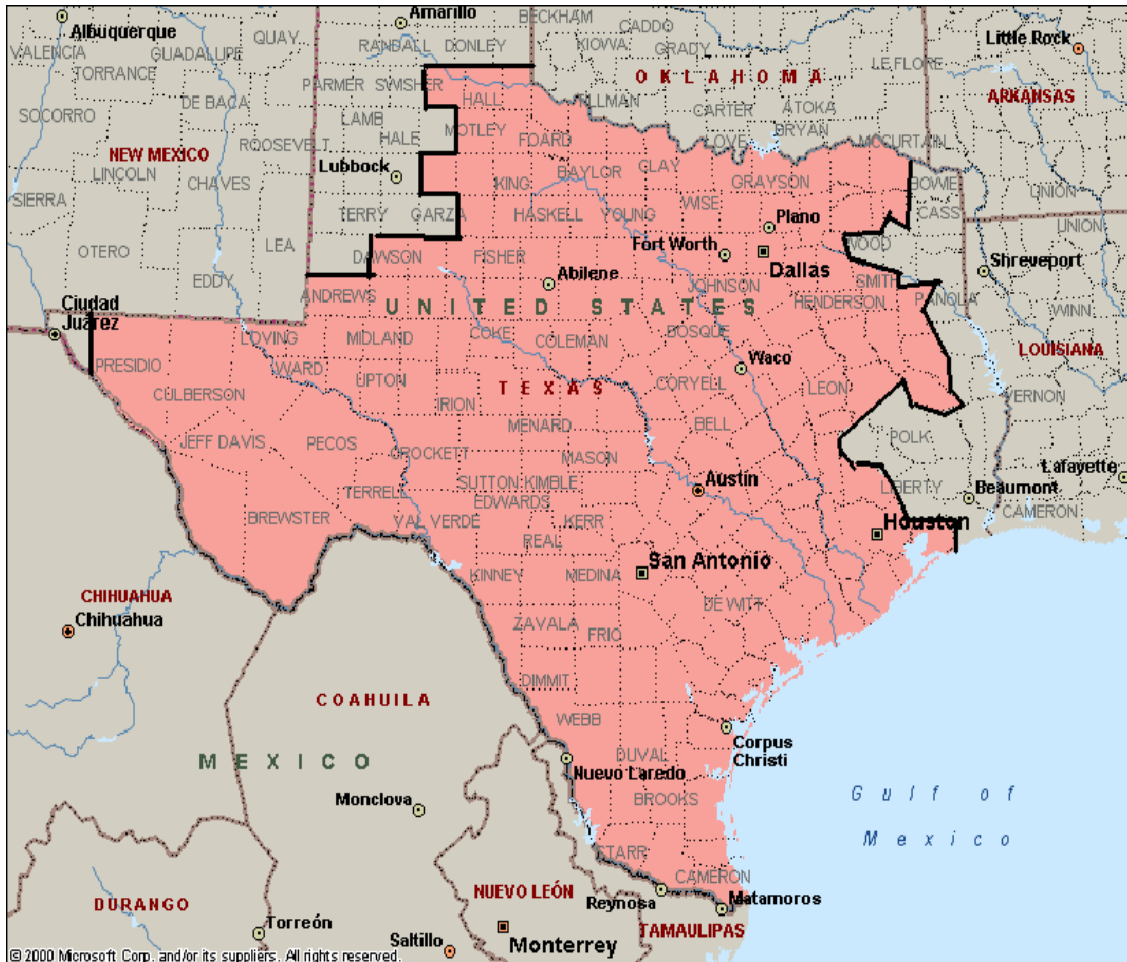 Amarillo
BECKHAM
Albuquerque
QUAY
CADDO
KIOWA
GRADY
Little Rock
VALENCIA
GUADALUPE
RANDALL
DONLEY
TORRANCE
PARMER
SWISHER
OKLAHOMA
LE FLORE
ARKANSAS
DE BACA
HALL
TILLMAN
CARTER
ATOKA
SOCORRO
LAMB
HALE
MOTLEY
FOARD
LOVE
BRYAN
MCCURTAIN
NEW MEXICO
ROOSEVELT
LINCOLN
CHAVES
Lubbock
KING
BAYLOR
CLAY
GRAYSON
BOWIE
UNION
SIERRA
TERRY
GARZA
HASKELL
YOUNG
WISE
Plano
CASS
UNION
OTERO
LEA
DAWSON
FISHER
Fort Worth
Dallas
WOOD
Shreveport
EDDY
ANDREWS
Abilene
JOHNSON
HENDERSON
SMITH
PANOLA
Ciudad
Juárez
UNITED STATES
WINN
LOVING
MIDLAND
COKE
COLEMAN
BOSQUE
LOUISIANA
PRESIDIO
WARD
UPTON
TEXAS
Waco
CULBERSON
IRION
CORYELL
LEON
VERNON
JEFF DAVIS
PECOS
CROCKETT
MENARD
BELL
POLK
MASON
TERRELL
SUTTON
KIMBLE
EDWARDS
Austin
LIBERTY
Lafayette
Beaumont
CAMERON
BREWSTER
VAL VERDE
KERR
REAL
Houston
San Antonio
KINNEY
MEDINA
CHIHUAHUA
Chihuahua
DE WITT
ZAVALA
FRIO
DIMMIT
COAHUILA
WEBB
MEXICO
DUVAL
Corpus
Christi
Nuevo Laredo
Monclova
BROOKS
Gulf of
Mexico
STARR
CAMERON
DURANGO
NUEVO LEÓN
Reynosa
Matamoros
Torreón
TAMAULIPAS
Saltillo
Monterrey
© 2000 Microsoft Corp. and/or its suppliers. All rights reserved.